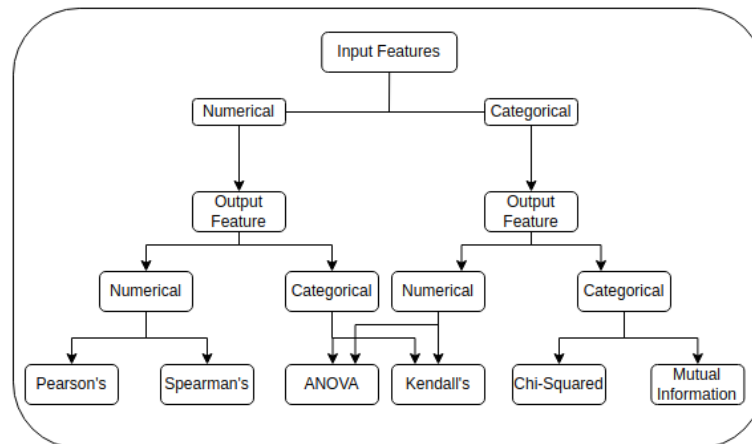 Input Features
Numerical
Categorical
Output
Feature
Output
Feature
Numerical
Categorical
Numerical
Categorical
Pearson's
Spearman's
ANOVA
Kendall's
Chi-Squared
Mutual
Information